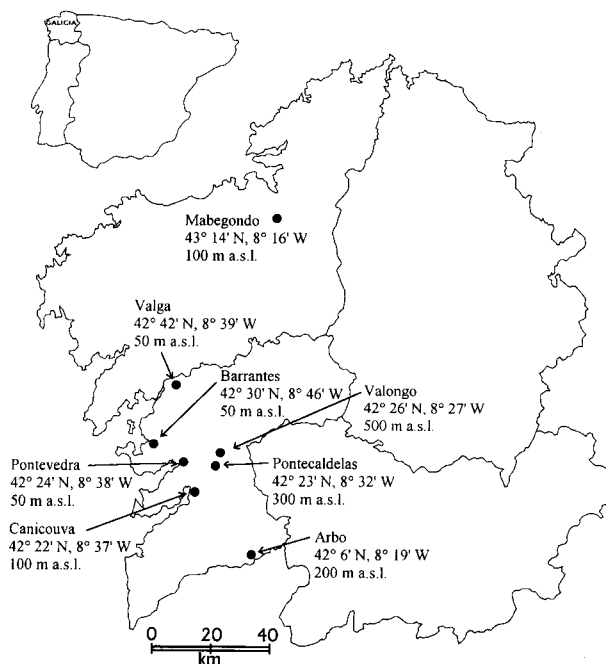 GALICIA
Mabegondo
43° 14' N, 8° 16' W
100 m a.s.l.
Valga
42° 42' N, 8° 39' W
50 m a.s.l.
Barrantes
42° 30' N, 8° 46' W
50 m a.s.l.
Valongo
42° 26' N, 8° 27' W
500 m a.s.l.
Pontevedra
42° 24' N, 8° 38' W
50 m a.s.l.
Pontecaldelas
42° 23' N, 8° 32' W
300 m a.s.l.
Canicouva
42° 22' N, 8° 37' W
100 m a.s.l.
Arbo
42° 6' N, 8° 19' W
200 m a.s.l.
0 20 40
km